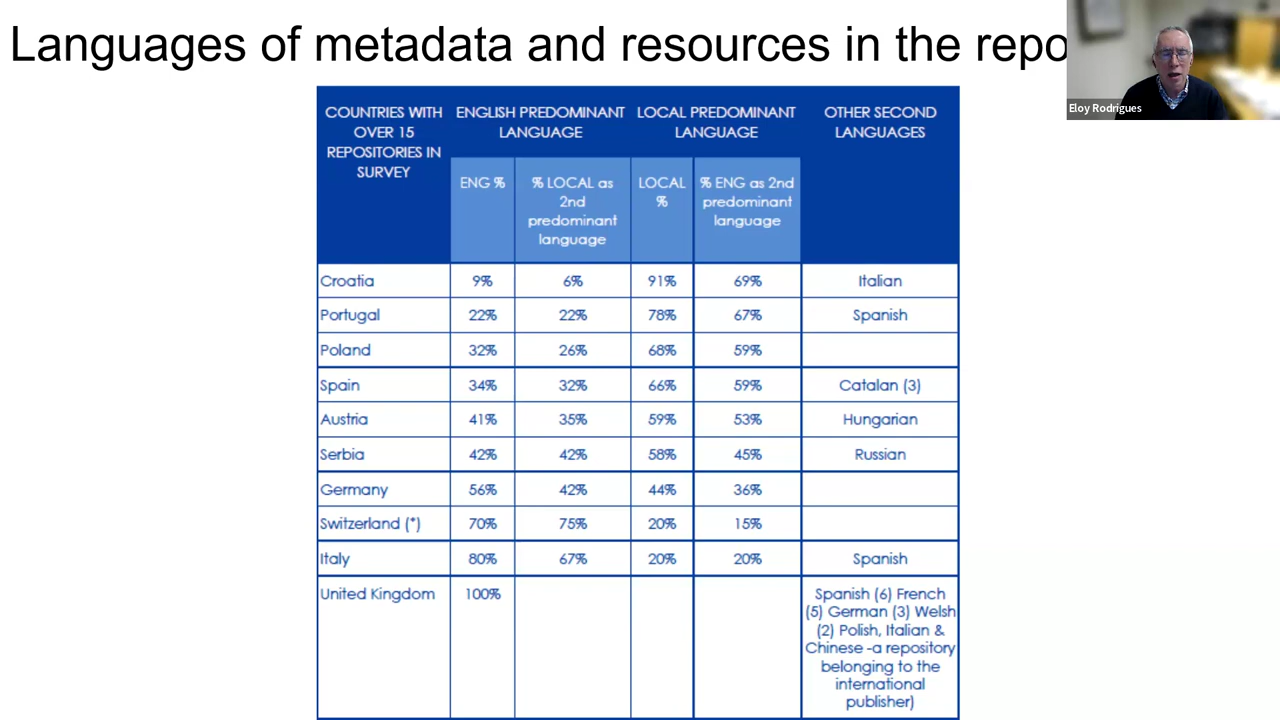 Languages of metadata and resources in the repo
Eloy Rodrigues
COUNTRIES WITH OVER 15 REPOSITORIES IN SURVEY
ENGLISH PREDOMINANT LANGUAGE
LOCAL PREDOMINANT LANGUAGE
OTHER SECOND LANGUAGES
ENG %
% LOCAL as 2nd predominant language
LOCAL %
% ENG as 2nd predominant language
Croatia 9% 6% 91% 69% Italian
Portugal 22% 22% 78% 67% Spanish
Poland 32% 26% 68% 59%
Spain 34% 32% 66% 59% Catalan (3)
Austria 41% 35% 59% 53% Hungarian
Serbia 42% 42% 58% 45% Russian
Germany 56% 42% 44% 36%
Switzerland (*) 70% 75% 20% 15%
Italy 80% 67% 20% 20% Spanish
United Kingdom 100% Spanish (6) French
(5) German (3) Welsh
(2) Polish, Italian &
Chinese -a repository
belonging to the
international
publisher)